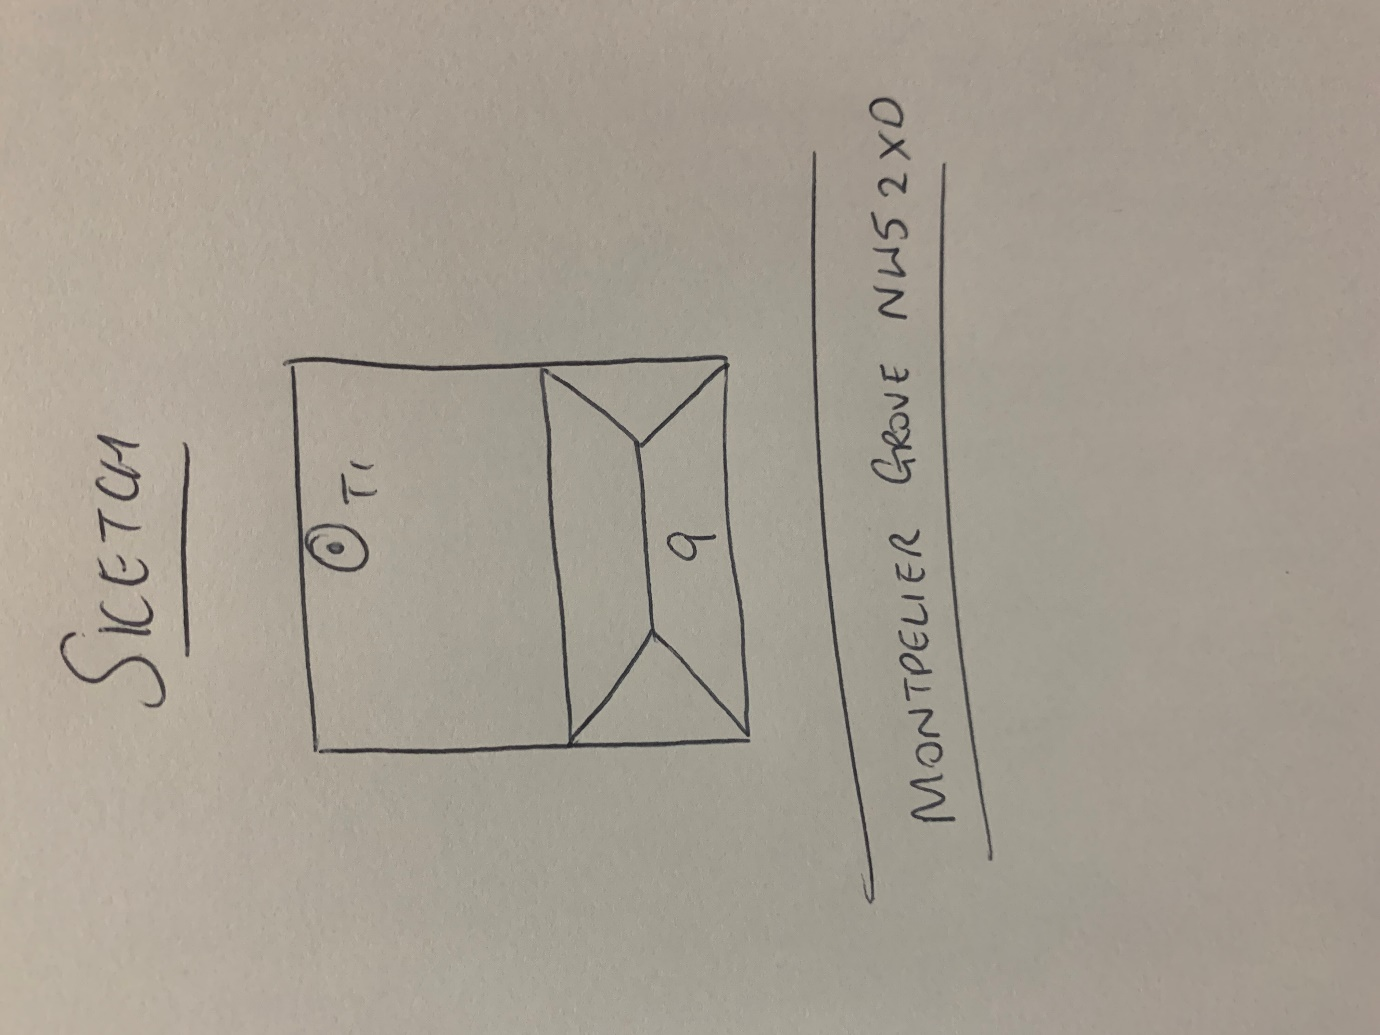 SKETCH
T1
9
MONTPELIER GROVE NW5 2XD